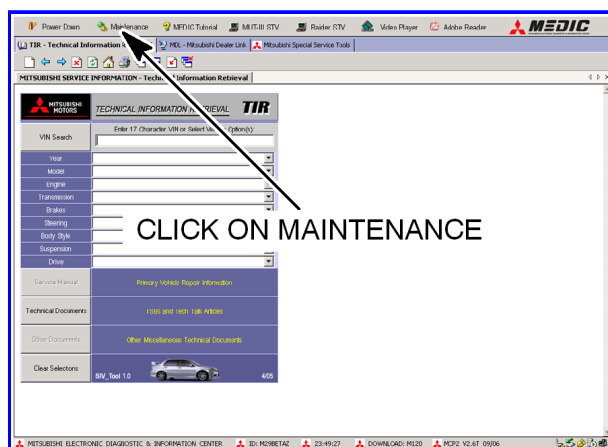 Power Down Maintenance MEDIC Tutorial MUT-III STV Raider STV Video Player Adobe Reader MEDIC
TIR - Technical Information R MDL - Mitsubishi Dealer Link Mitsubishi Special Service Tools
MITSUBISHI SERVICE INFORMATION - Technical Information Retrieval
MITSUBISHI MOTORS TECHNICAL INFORMATION RETRIEVAL TIR
Enter 17 Character VIN or Select Vehicle Option(s):
VIN Search
Year
Model
Engine
Transmission
Brakes
Steering
Body Style
Suspension
Drive
CLICK ON MAINTENANCE
Service Manual Primary Vehicle Repair Information
Technical Documents TSBs and Tech Talk Articles
Other Documents Other Miscellaneous Technical Documents
Clear Selections
SIV_Tool 1.0 4/05
MITSUBISHI ELECTRONIC DIAGNOSTIC & INFORMATION CENTER ID: M29BETAZ 23:49:27 DOWNLOAD: M120 MCP2 V2.6T 09/06